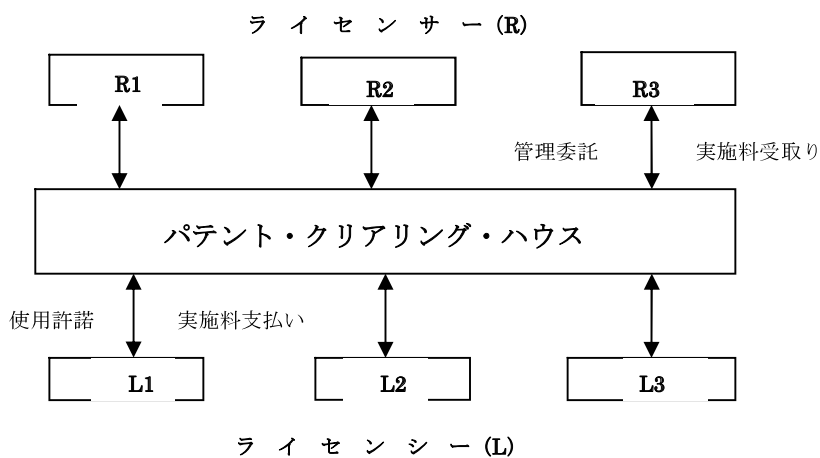 ライセンサー(R)
R1 R2 R3
管理委託 実施料受取り
パテント・クリアリング・ハウス
使用許諾 実施料支払い
L1 L2 L3
ライセンシー(L)